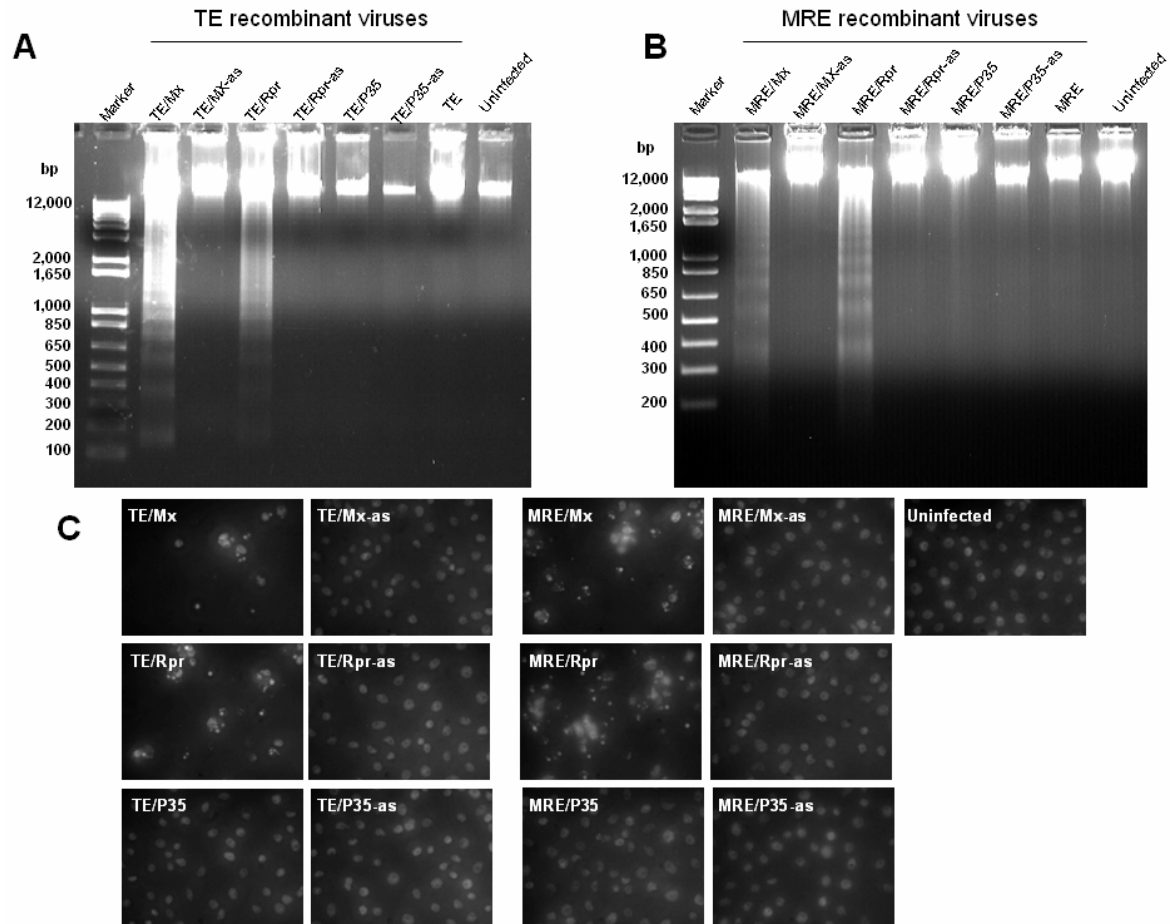 TE recombinant viruses
MRE recombinant viruses
A
B
Marker
TE/Mx
TE/MX-as
TE/Rpr
TE/Rpr-as
TE/P35
TE/P35-as
TE
Uninfected
Marker
MRE/Mx
MRE/MX-as
MRE/Rpr
MRE/Rpr-as
MRE/P35
MRE/P35-as
MRE
Uninfected
bp
12,000
2,000
1,650
1,000
850
650
500
400
300
200
100
bp
12,000
2,000
1,650
1,000
850
650
500
400
300
200
C
TE/Mx
TE/Mx-as
MRE/Mx
MRE/Mx-as
Uninfected
TE/Rpr
TE/Rpr-as
MRE/Rpr
MRE/Rpr-as
TE/P35
TE/P35-as
MRE/P35
MRE/P35-as